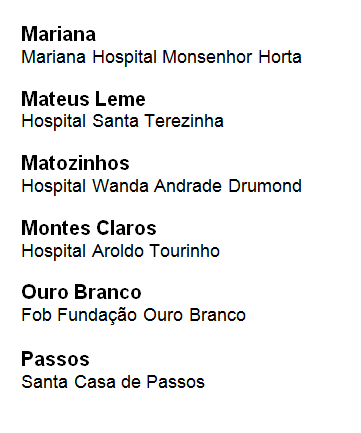 Mariana
Mariana Hospital Monsenhor Horta
Mateus Leme
Hospital Santa Terezinha
Matozinhos
Hospital Wanda Andrade Drumond
Montes Claros
Hospital Aroldo Tourinho
Ouro Branco
Fob Fundação Ouro Branco
Passos
Santa Casa de Passos